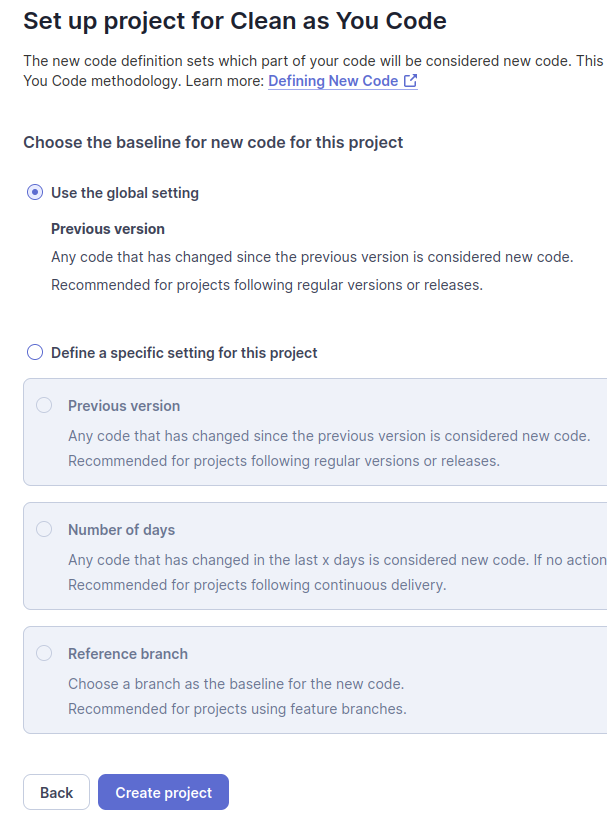 Set up project for Clean as You Code
The new code definition sets which part of your code will be considered new code. This
You Code methodology. Learn more: Defining New Code
Choose the baseline for new code for this project
Use the global setting
Previous version
Any code that has changed since the previous version is considered new code.
Recommended for projects following regular versions or releases.
Define a specific setting for this project
Previous version
Any code that has changed since the previous version is considered new code.
Recommended for projects following regular versions or releases.
Number of days
Any code that has changed in the last x days is considered new code. If no action
Recommended for projects following continuous delivery.
Reference branch
Choose a branch as the baseline for the new code.
Recommended for projects using feature branches.
Back Create project